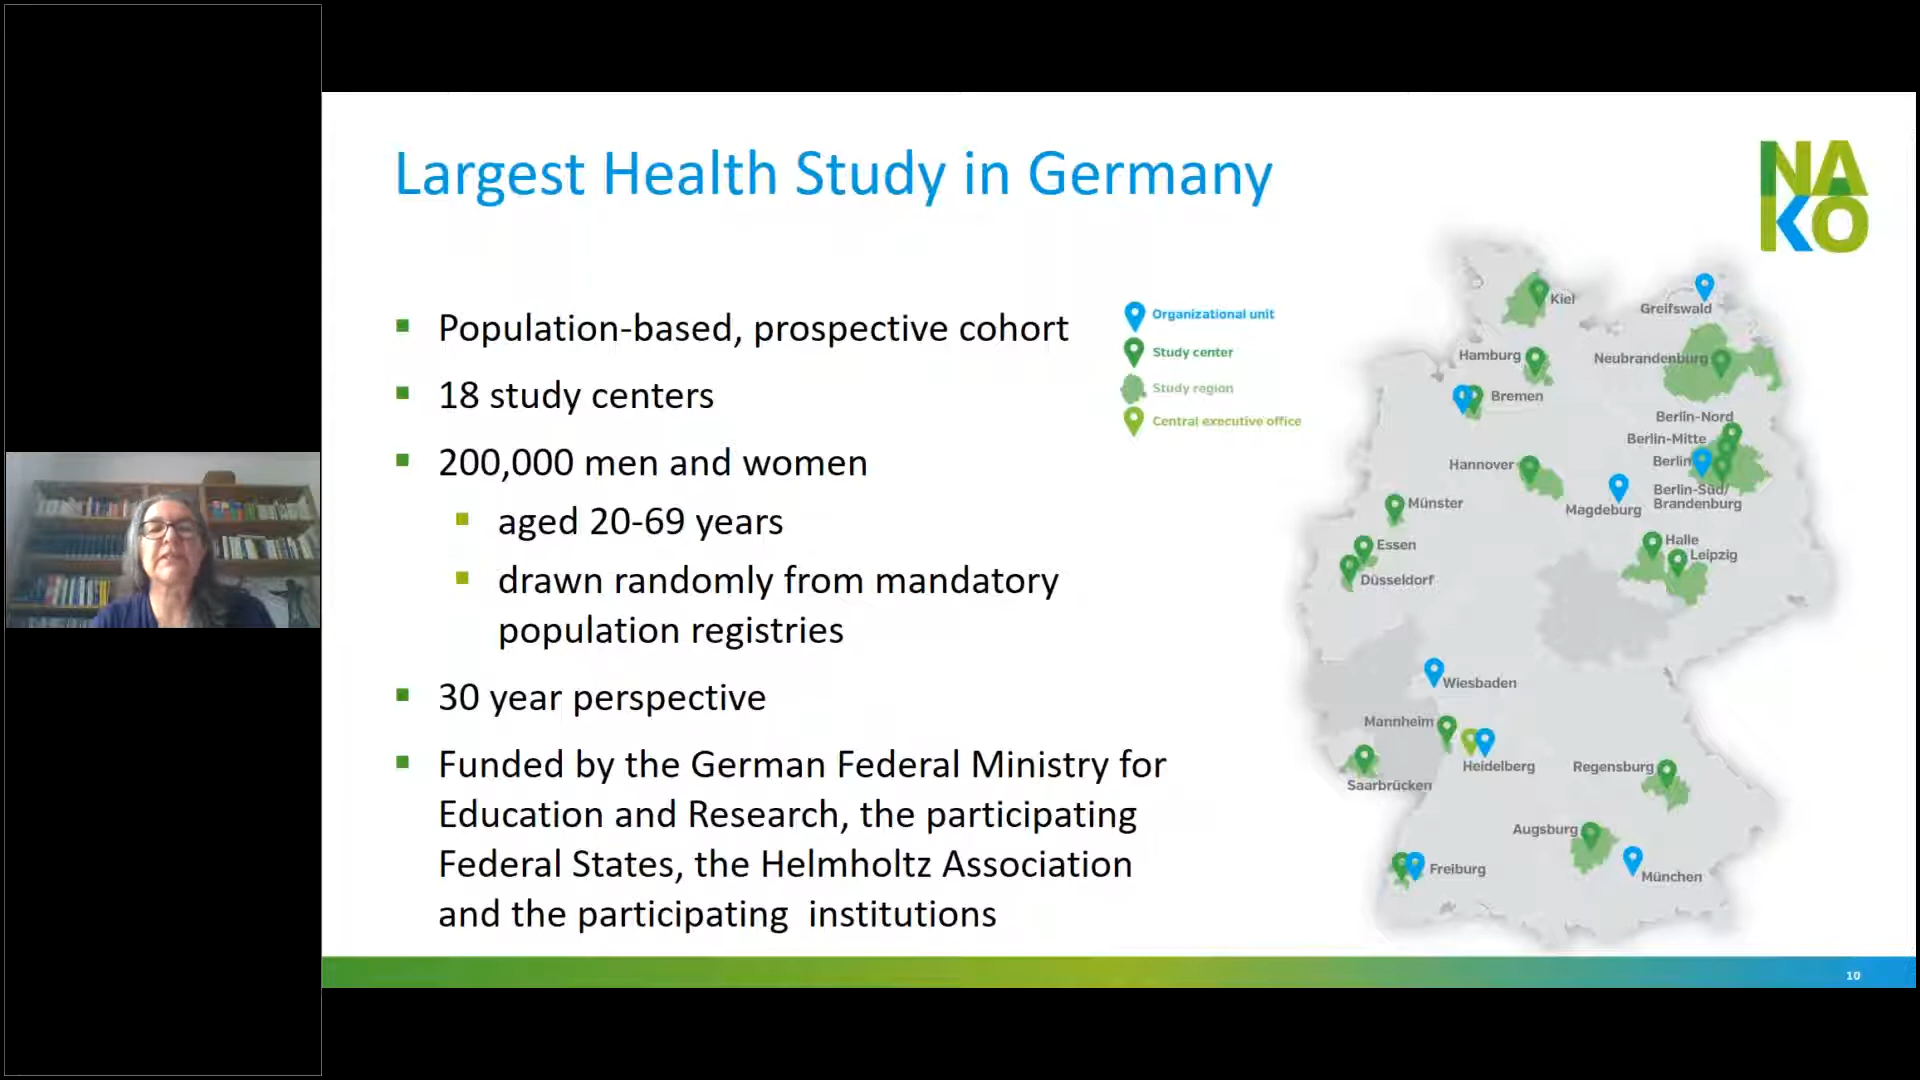 Largest Health Study in Germany
NA
KO
Population-based, prospective cohort
18 study centers
200,000 men and women
aged 20-69 years
drawn randomly from mandatory
population registries
30 year perspective
Funded by the German Federal Ministry for
Education and Research, the participating
Federal States, the Helmholtz Association
and the participating institutions
Organizational unit
Study center
Study region
Central executive office
Kiel
Greifswald
Hamburg
Neubrandenburg
Bremen
Berlin-Nord
Berlin-Mitte
Berlin
Hannover
Berlin-Süd/
Brandenburg
Magdeburg
Münster
Halle
Essen
Leipzig
Düsseldorf
Wiesbaden
Mannheim
Heidelberg
Regensburg
Saarbrücken
Augsburg
Freiburg
München
10